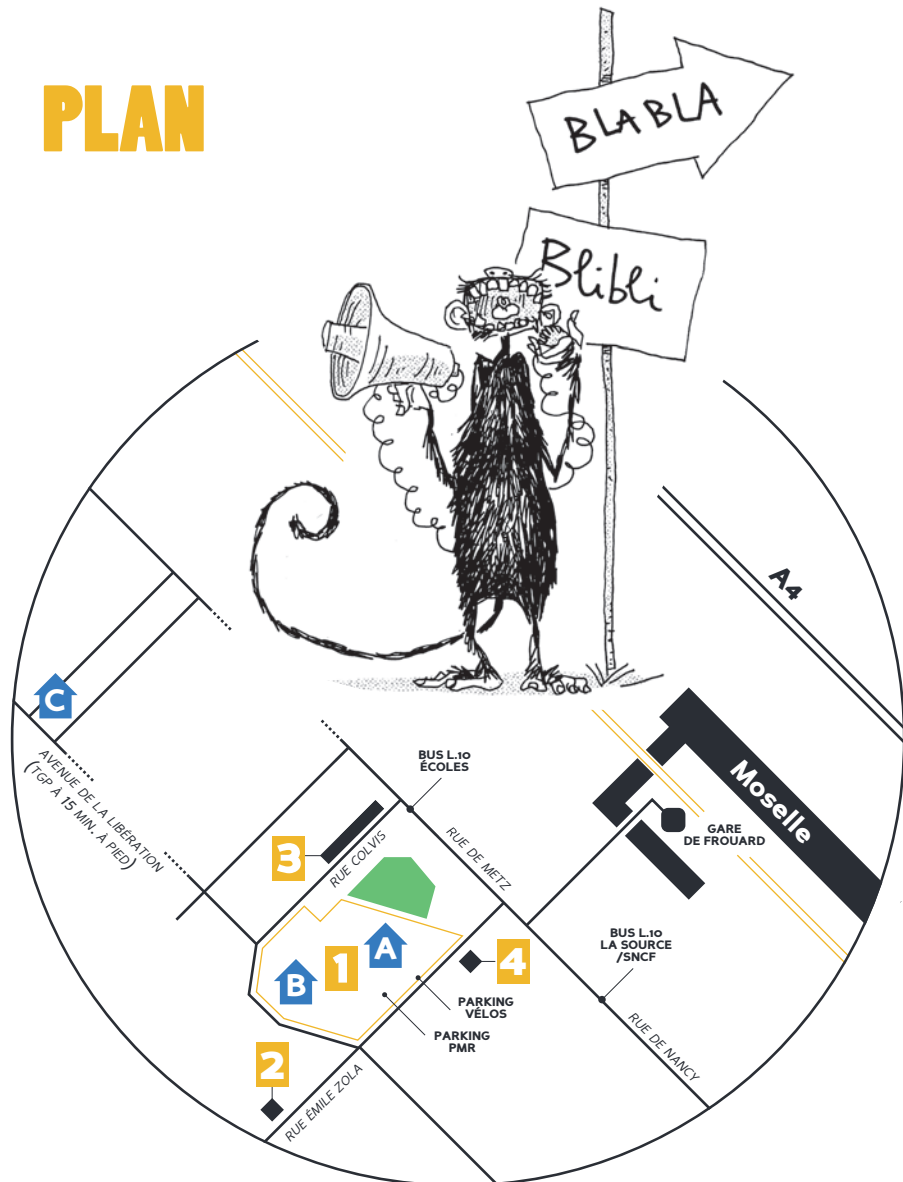 PLAN
BLA BLA
Blibli
A4
C
AVENUE DE LA LIBÉRATION
(TGP À 15 MIN. À PIED)
BUS L.10
ÉCOLES
Moselle
GARE
DE FROUARD
3
RUE COLVIS
RUE DE METZ
A
1
B
4
BUS L.10
LA SOURCE
/SNCF
PARKING
VÉLOS
PARKING
PMR
2
RUE ÉMILE ZOLA
RUE DE NANCY